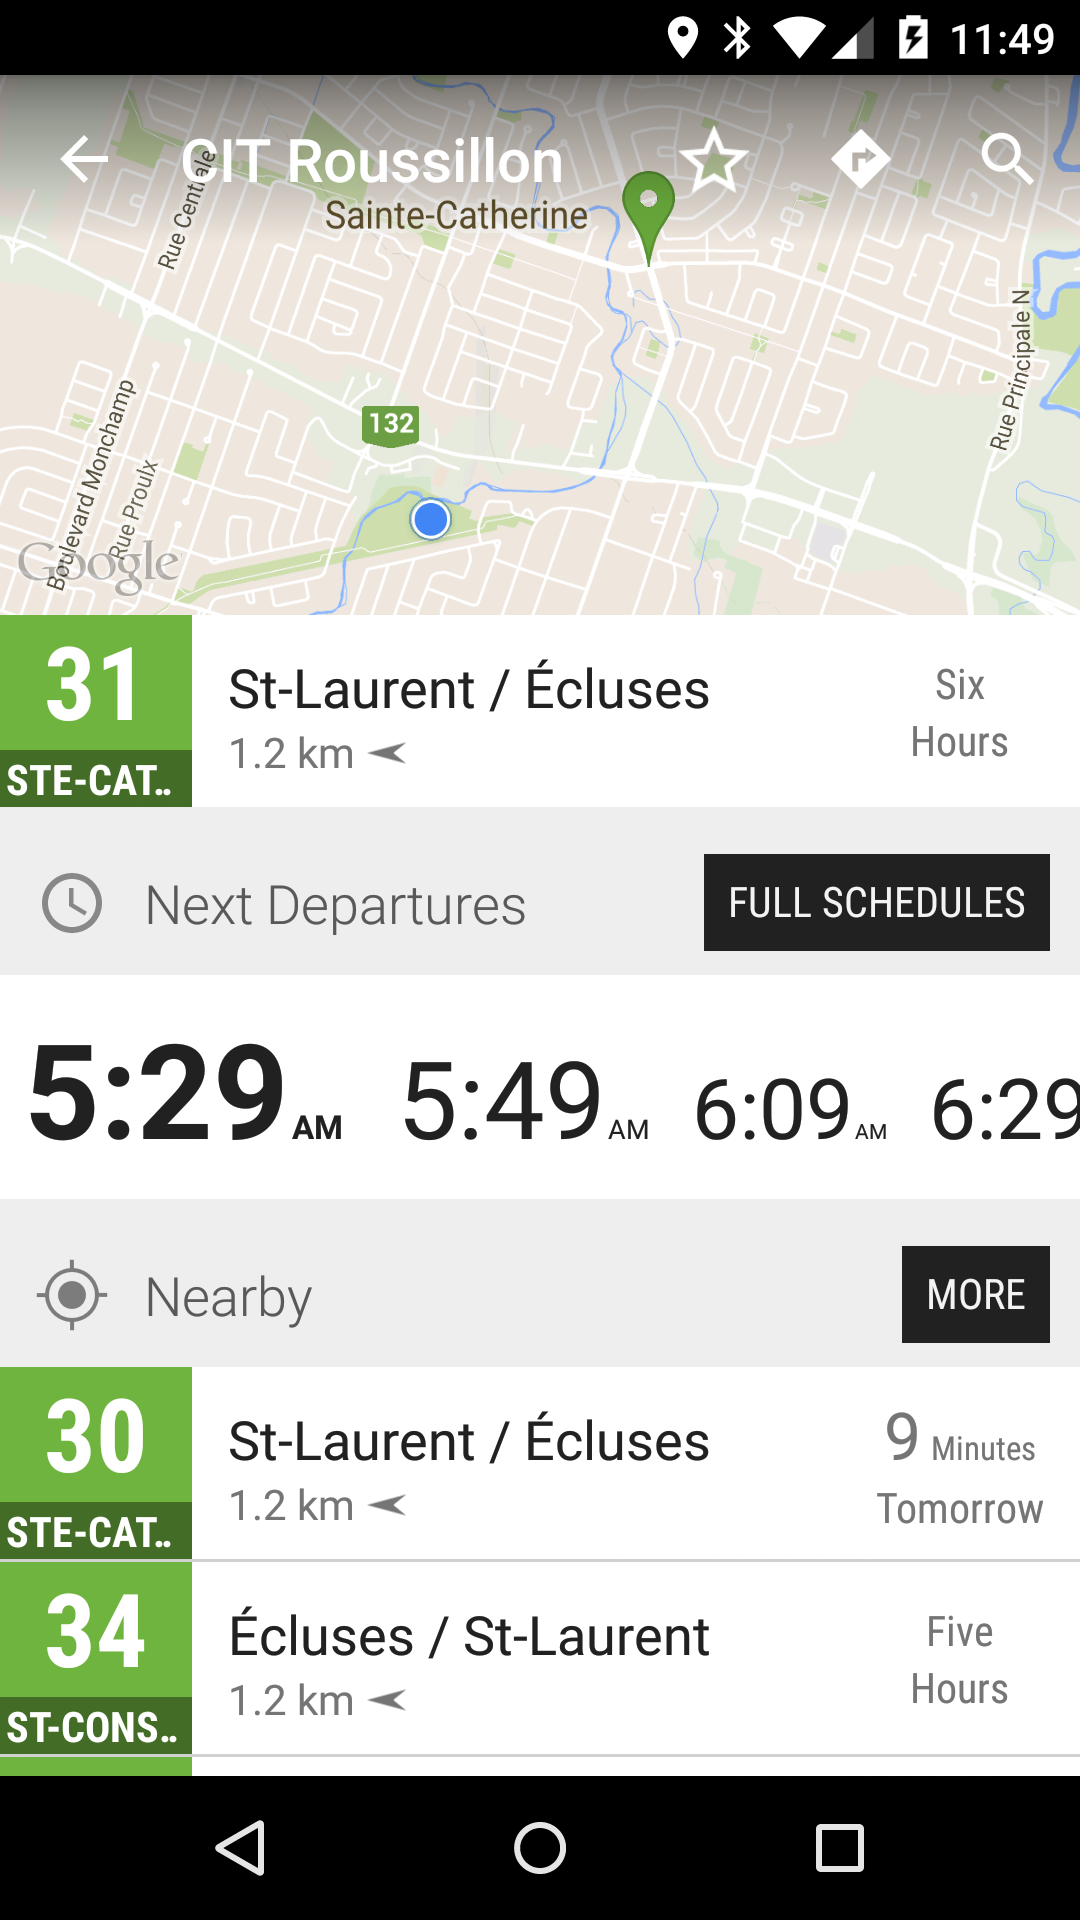 11:49
CIT Roussillon
Sainte-Catherine
Rue Centrale
Rue Principale N
132
Boulevard Monchamp
Rue Proulx
Google
31
STE-CAT..
St-Laurent / Écluses
1.2 km
Six
Hours
Next Departures
FULL SCHEDULES
5:29 AM 5:49 AM 6:09 AM 6:29
Nearby
MORE
30
STE-CAT..
St-Laurent / Écluses
1.2 km
9 Minutes
Tomorrow
34
ST-CONS..
Écluses / St-Laurent
1.2 km
Five
Hours